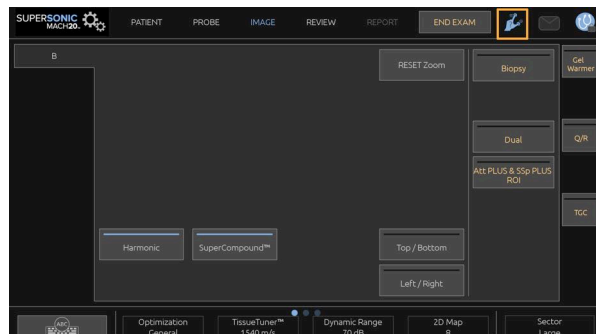 SUPERSONIC
MACH20.
PATIENT
PROBE
IMAGE
REVIEW
REPORT
END EXAM
B
RESET Zoom
Biopsy
Gel
Warmer
Dual
Q/R
Att PLUS & SSp PLUS
ROI
TGC
Harmonic
SuperCompound™
Top / Bottom
Left / Right
ABC
Optimization
General
TissueTuner™
1540 m/s
Dynamic Range
70 dB
2D Map
8
Sector
Large